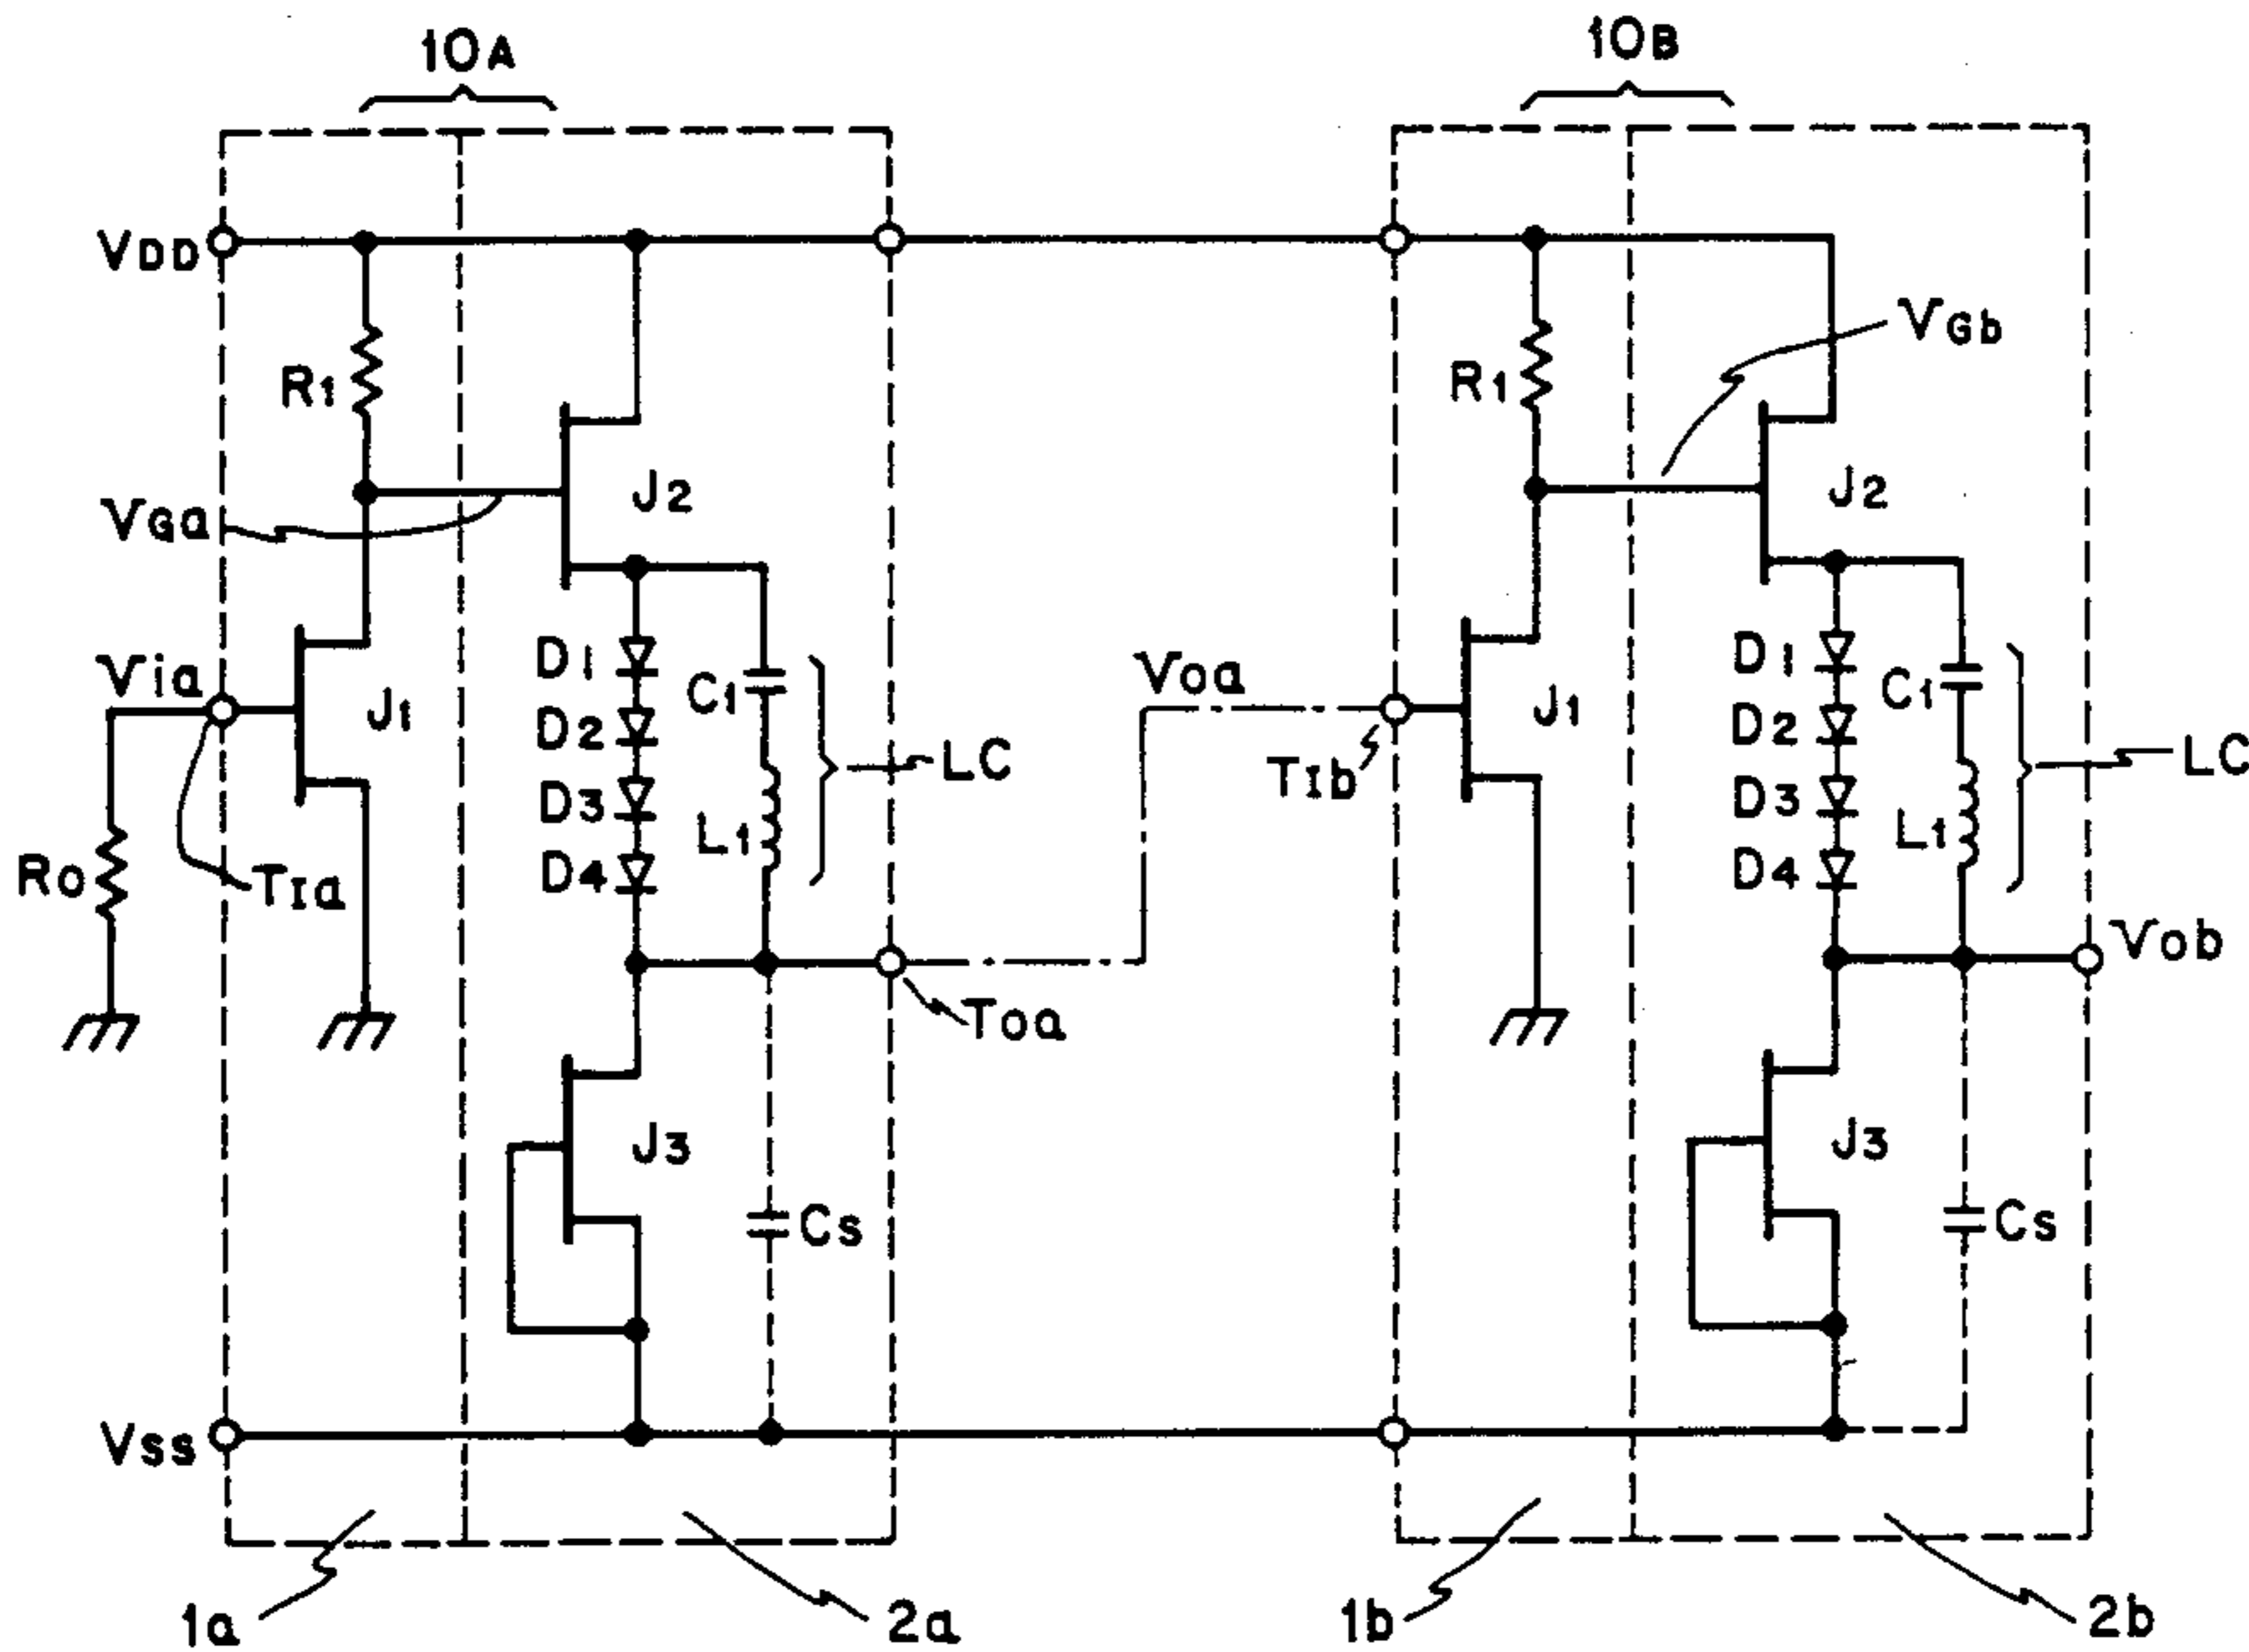 10A
10B
VDD
R1
R1
VGb
J2
J2
VGa
Via
J1
D1
D2
D3
D4
C1
L1
LC
Voa
TIb
J1
D1
D2
D3
D4
C1
L1
LC
Ro
TIa
Vob
Toa
J3
Cs
J3
Cs
Vss
1a
2a
1b
2b